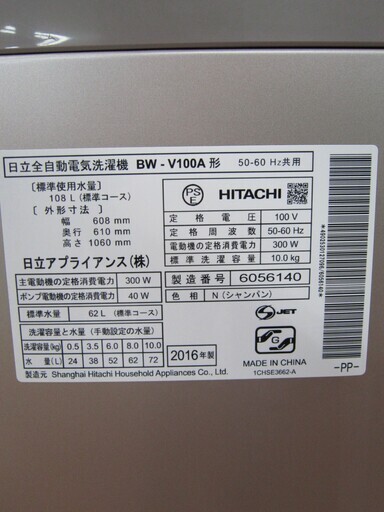 日立全自動電気洗濯機 BW-V100A 形 50-60 Hz共用
〔標準使用水量〕
108 L (標準コース)
〔外形寸法〕
幅 608 mm
奥行 610 mm
高さ 1060 mm
日立アプライアンス(株)
主電動機の定格消費電力 300 W
ポンプ電動機の定格消費電力 40 W
標準水量 62 L (標準コース)
洗濯容量と水量 (手動設定の水量)
洗濯容量(kg) 0.5 3.5 6.0 8.0 10.0
水量(L) 24 38 52 62 72
製造元 Shanghai Hitachi Household Appliances Co., Ltd.
PS
E
HITACHI
定格電圧 100 V
定格周波数 50-60 Hz
電動機の定格消費電力 300 W
標準洗濯容量 10.0 kg
製造番号 6056140
色相 N (シャンパン)
2016年製
S JET
G
MADE IN CHINA
1CHSE3662-A
-PP-